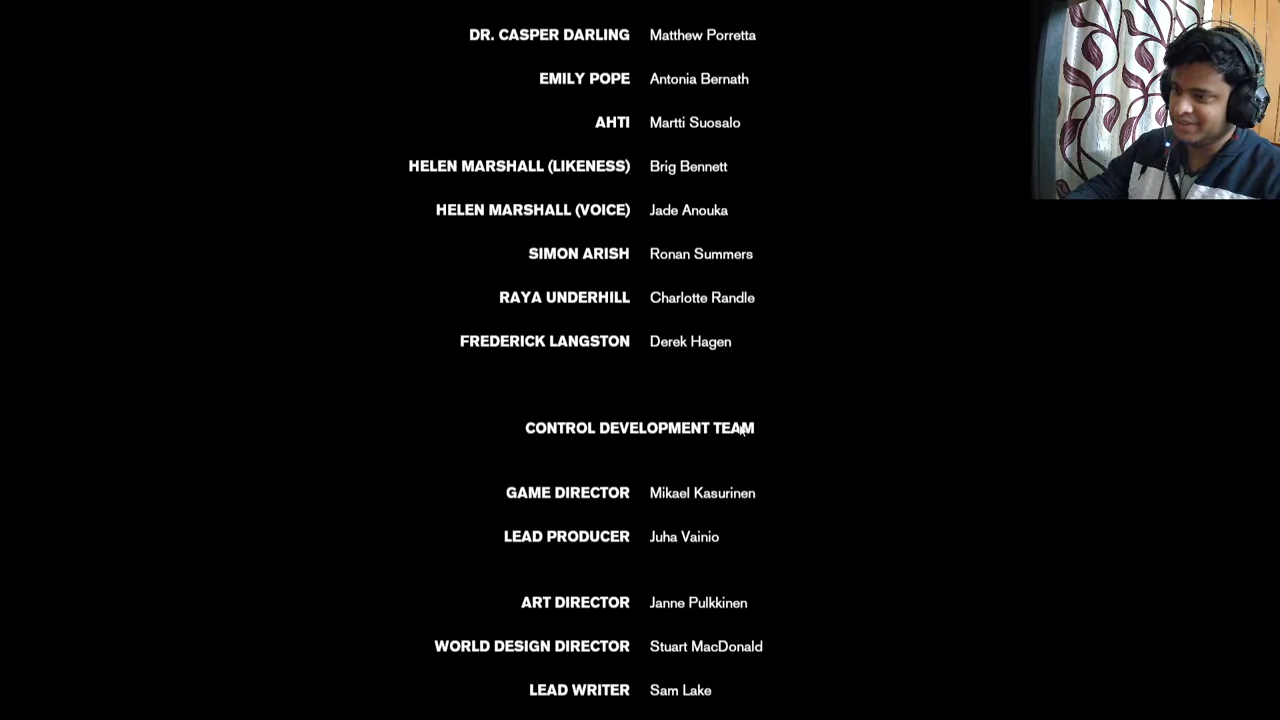 DR. CASPER DARLING Matthew Porretta
EMILY POPE Antonia Bernath
AHTI Martti Suosalo
HELEN MARSHALL (LIKENESS) Brig Bennett
HELEN MARSHALL (VOICE) Jade Anouka
SIMON ARISH Ronan Summers
RAYA UNDERHILL Charlotte Randle
FREDERICK LANGSTON Derek Hagen
CONTROL DEVELOPMENT TEAM
GAME DIRECTOR Mikael Kasurinen
LEAD PRODUCER Juha Vainio
ART DIRECTOR Janne Pulkkinen
WORLD DESIGN DIRECTOR Stuart MacDonald
LEAD WRITER Sam Lake